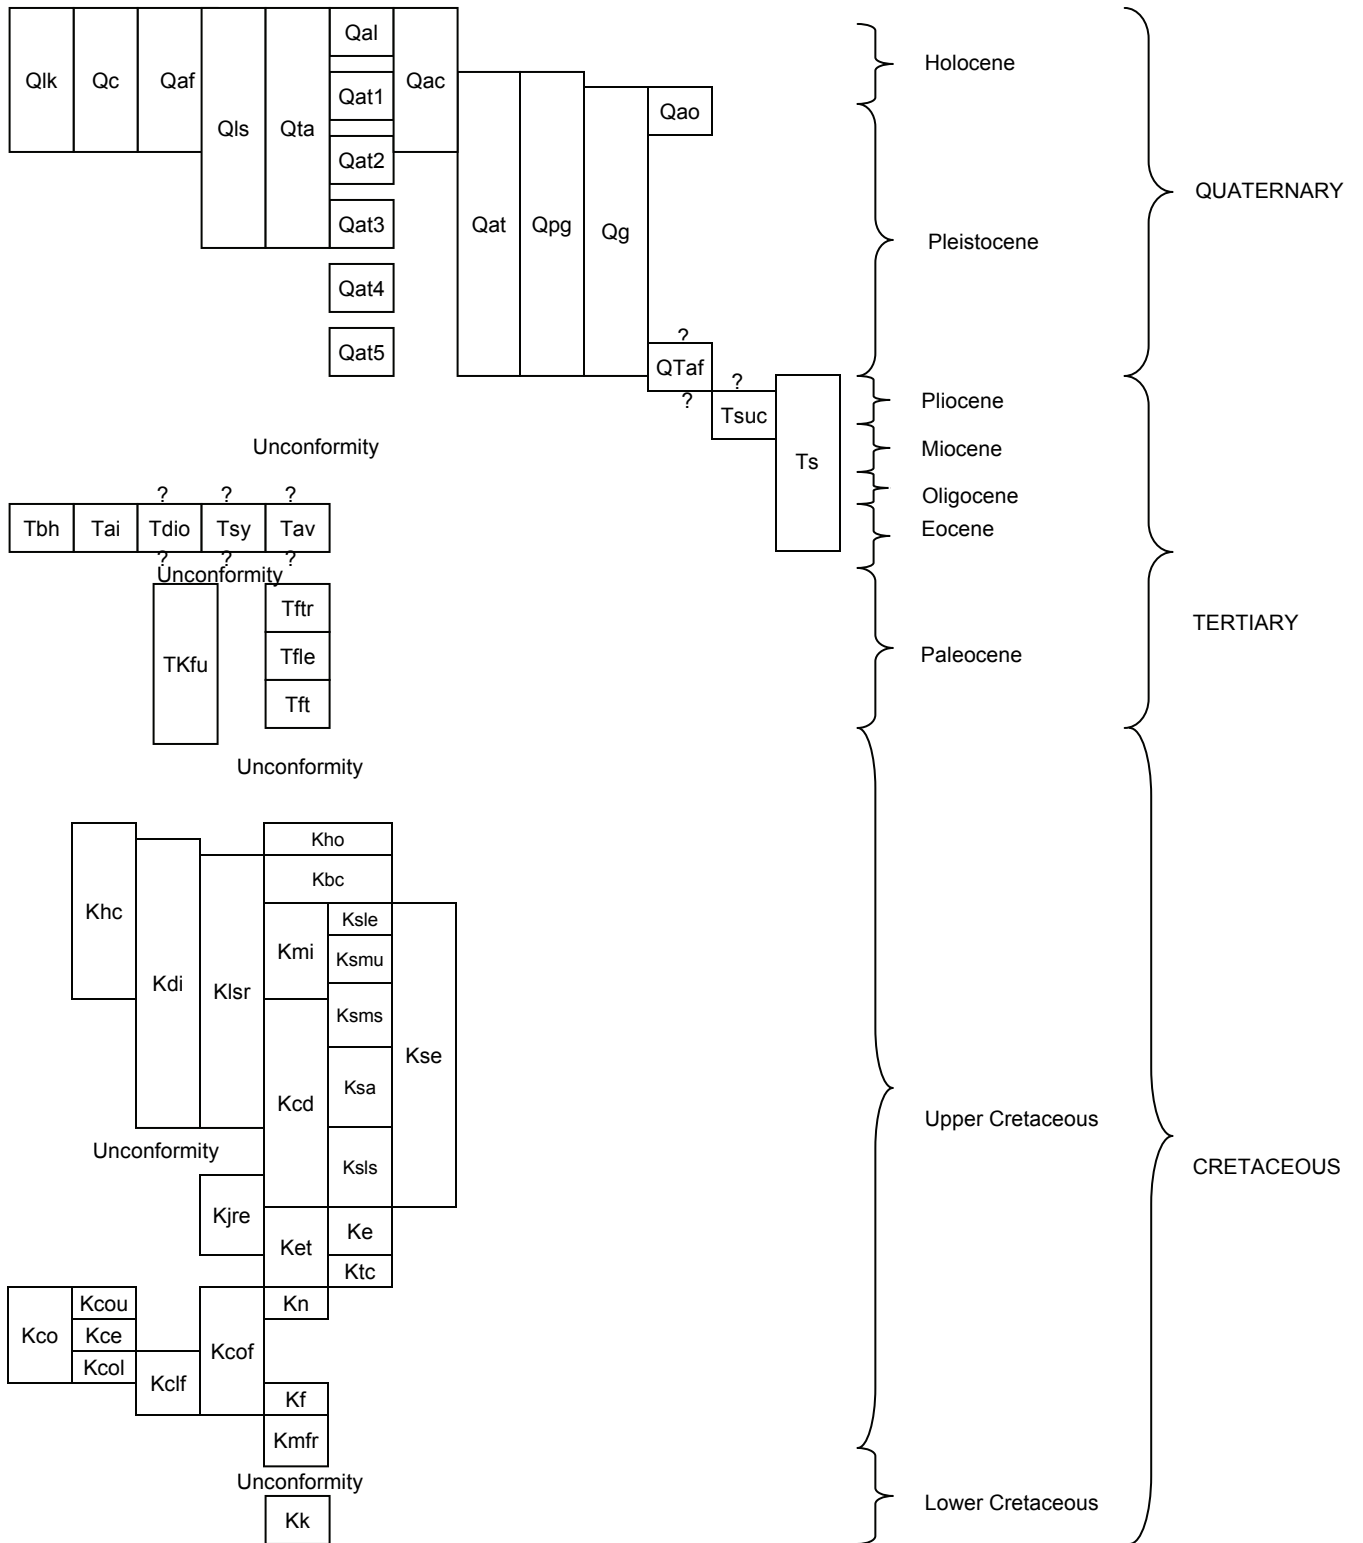 Qal
Holocene
Qlk Qc Qaf Qac
Qat1
Qao
Qls Qta
Qat2
QUATERNARY
Qat3 Qat Qpg Qg
Pleistocene
Qat4
?
Qat5
QTaf
?
? Tsuc
Pliocene
Unconformity
Miocene
Ts
? ? ?
Oligocene
Tbh Tai Tdio Tsy Tav
Eocene
? ? ?
Unconformity
Tftr
TERTIARY
TKfu Tfle
Paleocene
Tft
Unconformity
Kho
Kbc
Khc
Ksle
Kmi
Ksmu
Kdi Klsr
Ksms
Kse
Ksa
Kcd
Upper Cretaceous
Unconformity
Ksls
CRETACEOUS
Kjre
Ke
Ket
Ktc
Kcou Kn
Kco Kce
Kcof
Kcol
Kclf
Kf
Kmfr
Unconformity
Lower Cretaceous
Kk